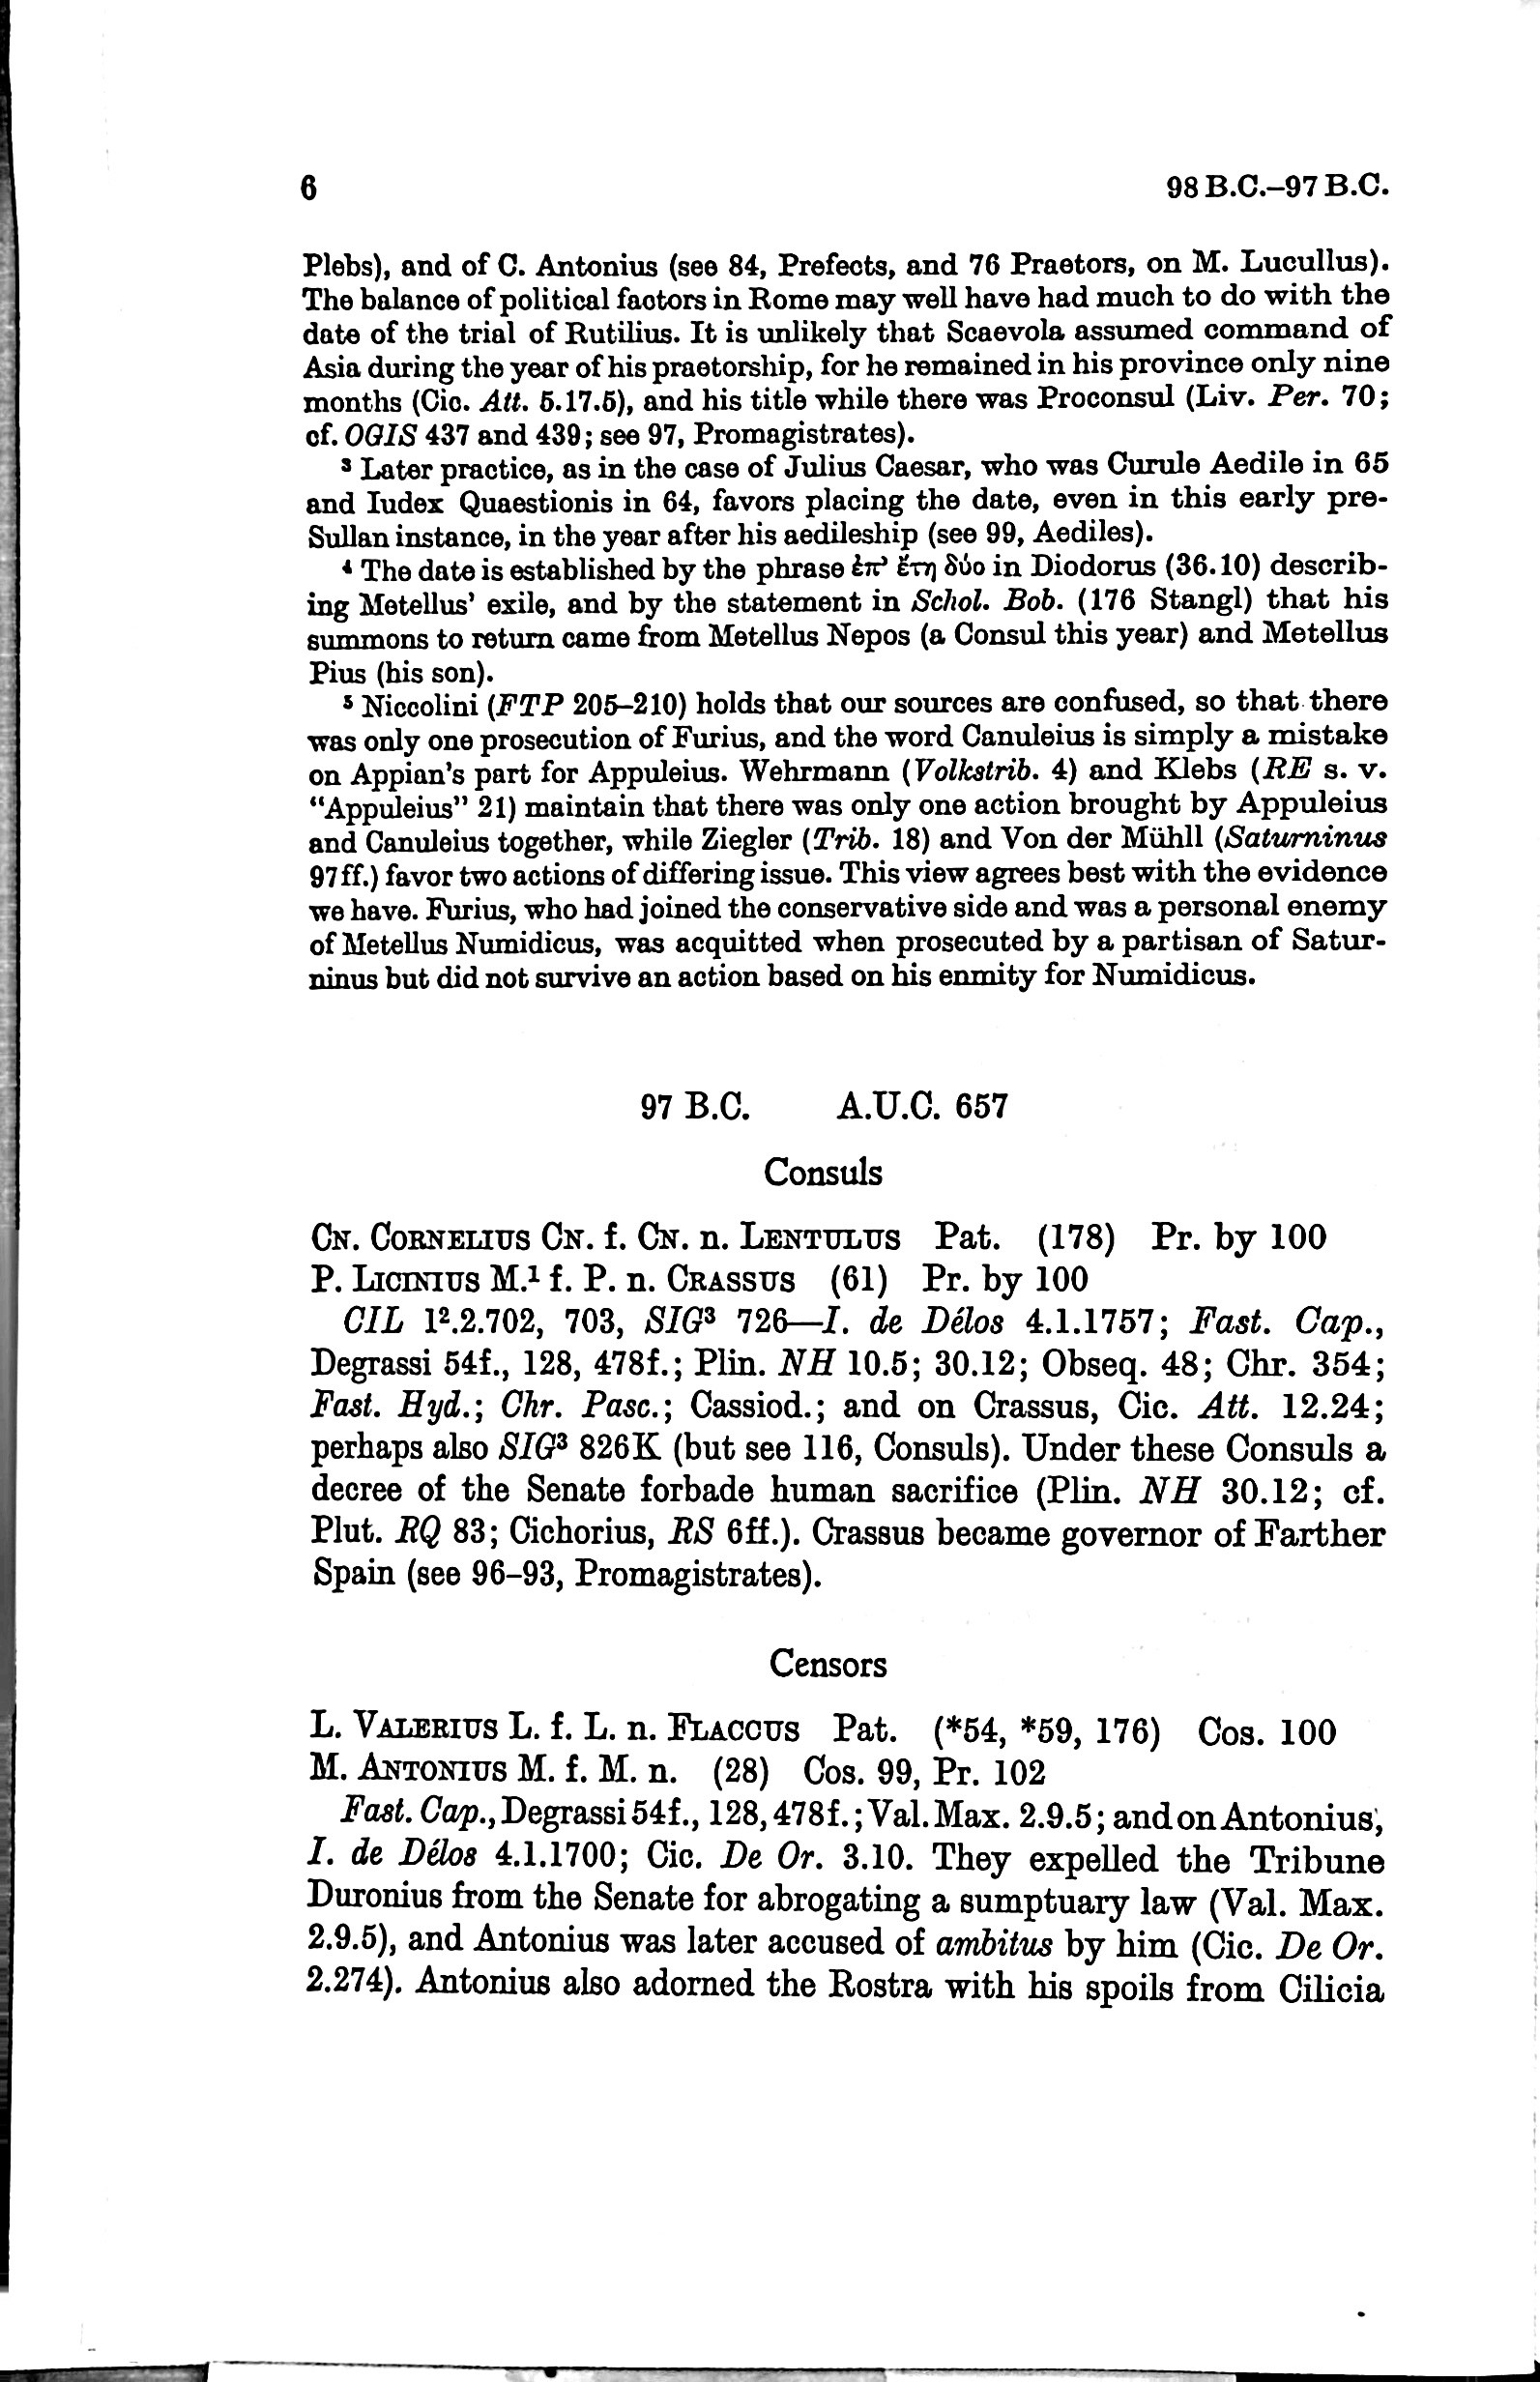 6 98 B.C.–97 B.C.
Plebs), and of C. Antonius (see 84, Prefects, and 76 Praetors, on M. Lucullus).
The balance of political factors in Rome may well have had much to do with the
date of the trial of Rutilius. It is unlikely that Scaevola assumed command of
Asia during the year of his praetorship, for he remained in his province only nine
months (Cic. Att. 5.17.5), and his title while there was Proconsul (Liv. Per. 70;
cf. OGIS 437 and 439; see 97, Promagistrates).
³ Later practice, as in the case of Julius Caesar, who was Curule Aedile in 65
and Iudex Quaestionis in 64, favors placing the date, even in this early pre-
Sullan instance, in the year after his aedileship (see 99, Aediles).
⁴ The date is established by the phrase ἐπ' ἔτη δύο in Diodorus (36.10) describ-
ing Metellus' exile, and by the statement in Schol. Bob. (176 Stangl) that his
summons to return came from Metellus Nepos (a Consul this year) and Metellus
Pius (his son).
⁵ Niccolini (FTP 205–210) holds that our sources are confused, so that there
was only one prosecution of Furius, and the word Canuleius is simply a mistake
on Appian's part for Appuleius. Wehrmann (Volkstrib. 4) and Klebs (RE s. v.
“Appuleius” 21) maintain that there was only one action brought by Appuleius
and Canuleius together, while Ziegler (Trib. 18) and Von der Mühll (Saturninus
97ff.) favor two actions of differing issue. This view agrees best with the evidence
we have. Furius, who had joined the conservative side and was a personal enemy
of Metellus Numidicus, was acquitted when prosecuted by a partisan of Satur-
ninus but did not survive an action based on his enmity for Numidicus.
97 B.C. A.U.C. 657
Consuls
CN. CORNELIUS CN. f. CN. n. LENTULUS Pat. (178) Pr. by 100
P. LICINIUS M.¹ f. P. n. CRASSUS (61) Pr. by 100
CIL 1².2.702, 703, SIG³ 726—I. de Délos 4.1.1757; Fast. Cap.,
Degrassi 54f., 128, 478f.; Plin. NH 10.5; 30.12; Obseq. 48; Chr. 354;
Fast. Hyd.; Chr. Pasc.; Cassiod.; and on Crassus, Cic. Att. 12.24;
perhaps also SIG³ 826K (but see 116, Consuls). Under these Consuls a
decree of the Senate forbade human sacrifice (Plin. NH 30.12; cf.
Plut. RQ 83; Cichorius, RS 6ff.). Crassus became governor of Farther
Spain (see 96–93, Promagistrates).
Censors
L. VALERIUS L. f. L. n. FLACCUS Pat. (*54, *59, 176) Cos. 100
M. ANTONIUS M. f. M. n. (28) Cos. 99, Pr. 102
Fast. Cap., Degrassi 54f., 128, 478f.; Val. Max. 2.9.5; and on Antonius,
I. de Délos 4.1.1700; Cic. De Or. 3.10. They expelled the Tribune
Duronius from the Senate for abrogating a sumptuary law (Val. Max.
2.9.5), and Antonius was later accused of ambitus by him (Cic. De Or.
2.274). Antonius also adorned the Rostra with his spoils from Cilicia